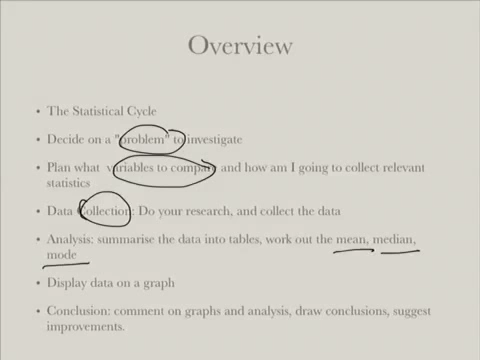 Overview
• The Statistical Cycle
• Decide on a "problem" to investigate
• Plan what variables to compare and how am I going to collect relevant
statistics
• Data Collection: Do your research, and collect the data
• Analysis: summarise the data into tables, work out the mean, median,
mode
• Display data on a graph
• Conclusion: comment on graphs and analysis, draw conclusions, suggest
improvements.